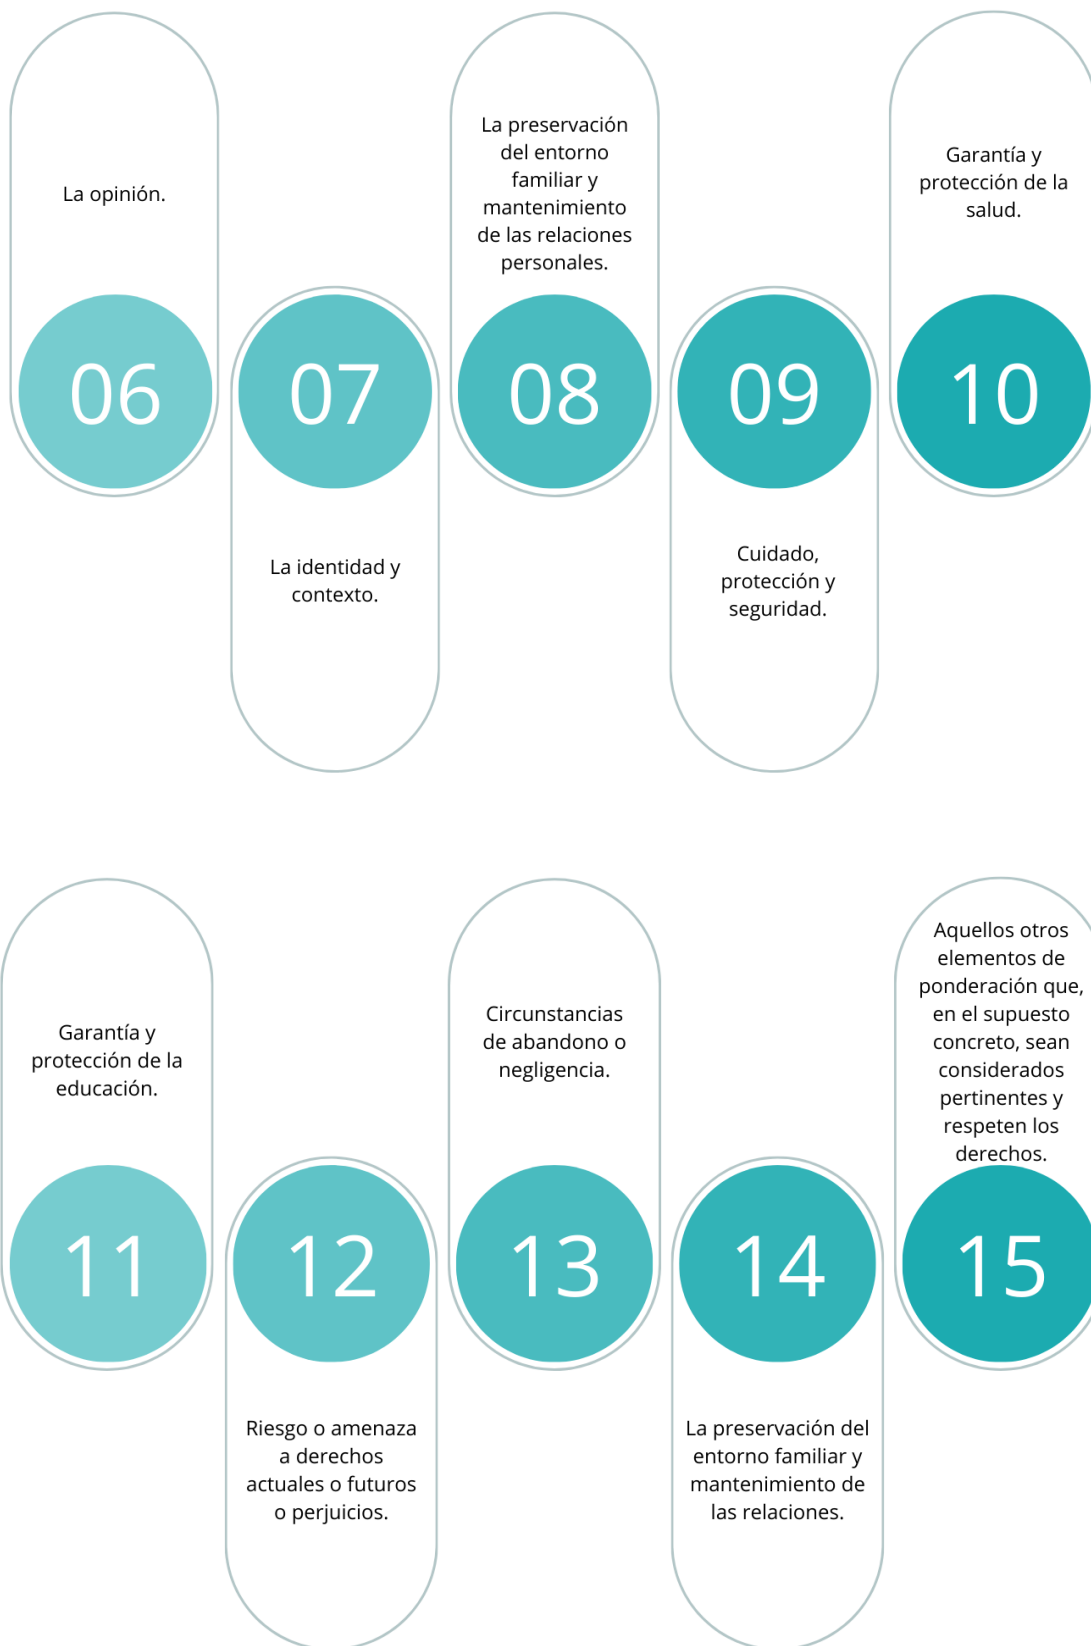 La opinión.
06
07
La identidad y
contexto.
La preservación
del entorno
familiar y
mantenimiento
de las relaciones
personales.
08
09
Cuidado,
protección y
seguridad.
Garantía y
protección de la
salud.
10
Garantía y
protección de la
educación.
11
12
Riesgo o amenaza
a derechos
actuales o futuros
o perjuicios.
Circunstancias
de abandono o
negligencia.
13
14
La preservación del
entorno familiar y
mantenimiento de
las relaciones.
Aquellos otros
elementos de
ponderación que,
en el supuesto
concreto, sean
considerados
pertinentes y
respeten los
derechos.
15